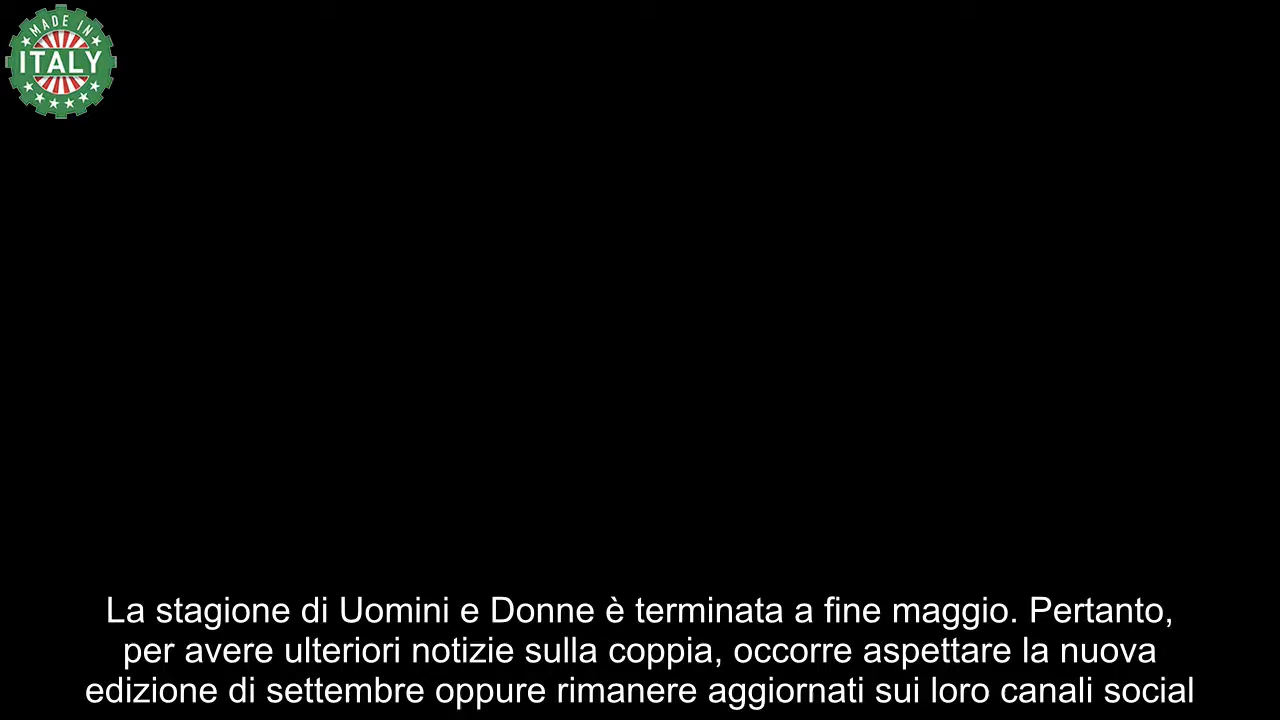 MADE IN
ITALY
La stagione di Uomini e Donne è terminata a fine maggio. Pertanto,
per avere ulteriori notizie sulla coppia, occorre aspettare la nuova
edizione di settembre oppure rimanere aggiornati sui loro canali social